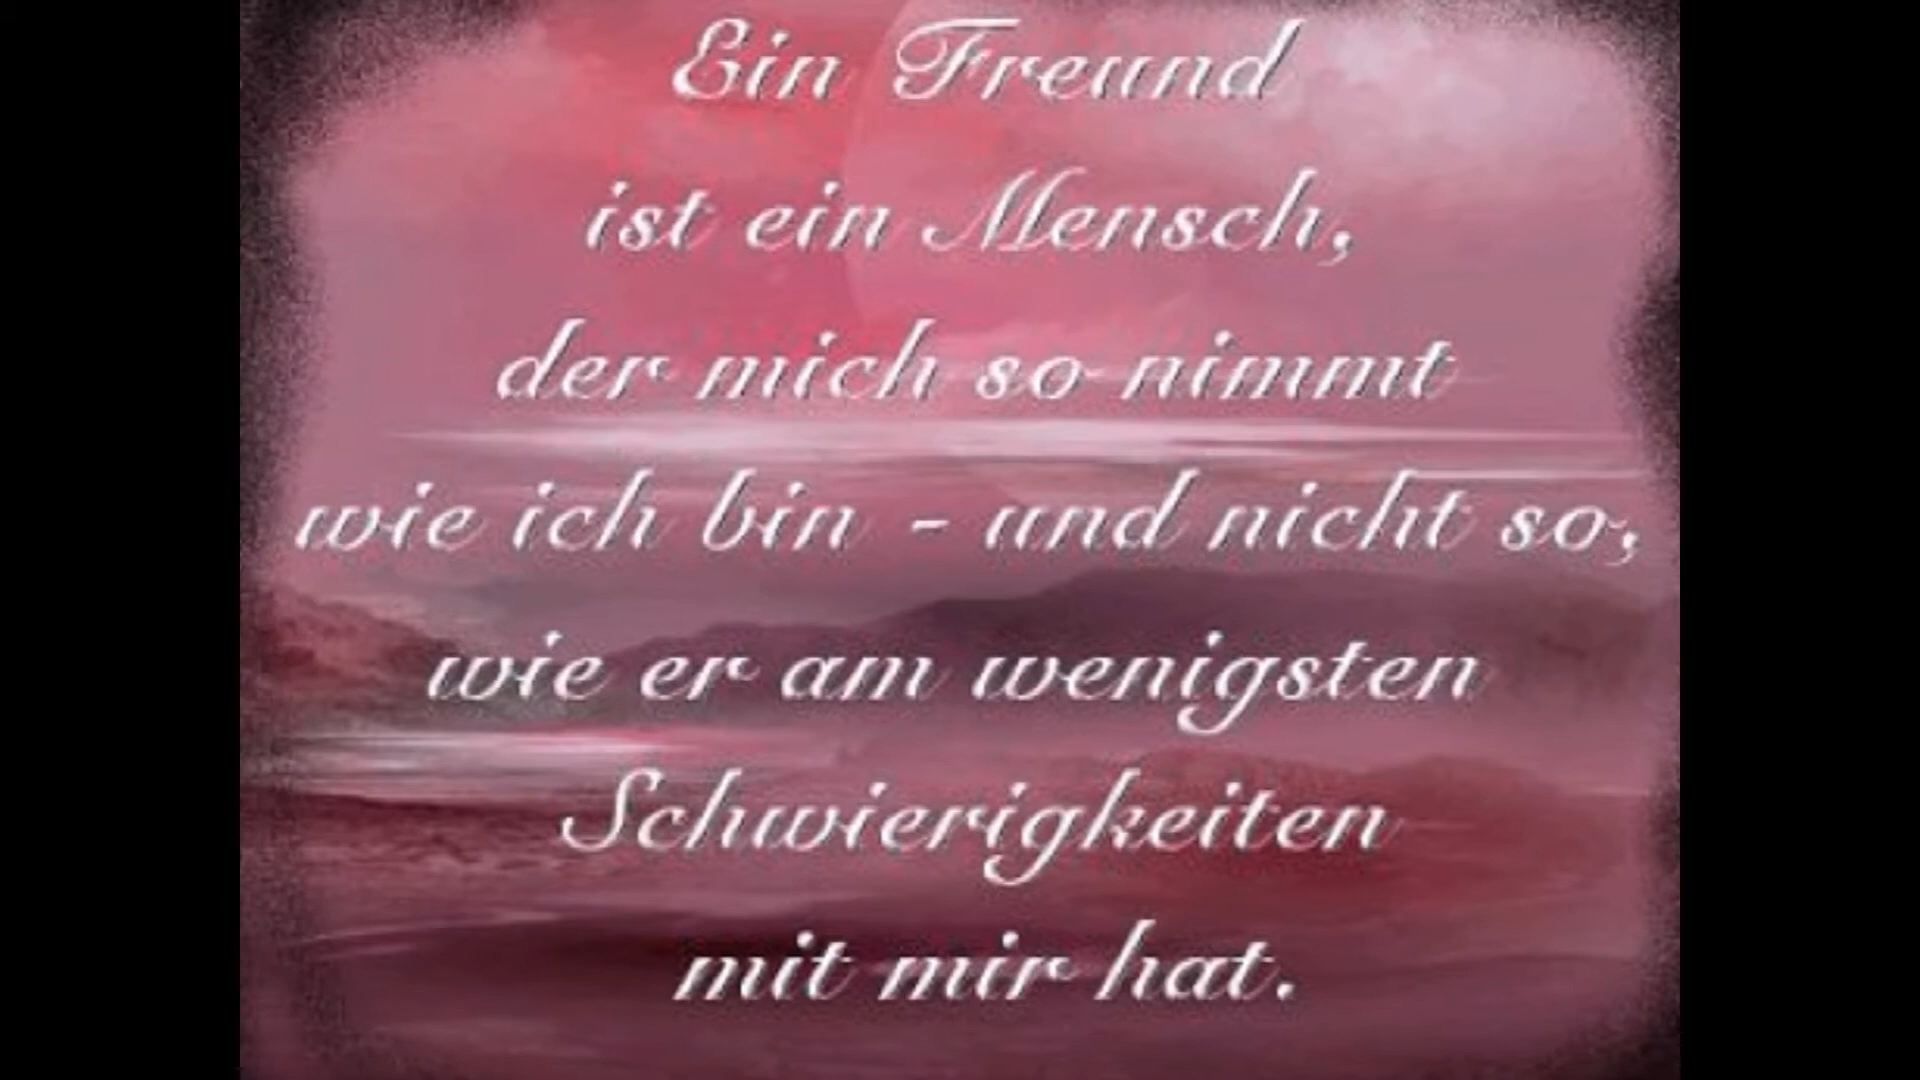 Ein Freund
ist ein Mensch,
der mich so nimmt
wie ich bin - und nicht so,
wie er am wenigsten
Schwierigkeiten
mit mir hat.